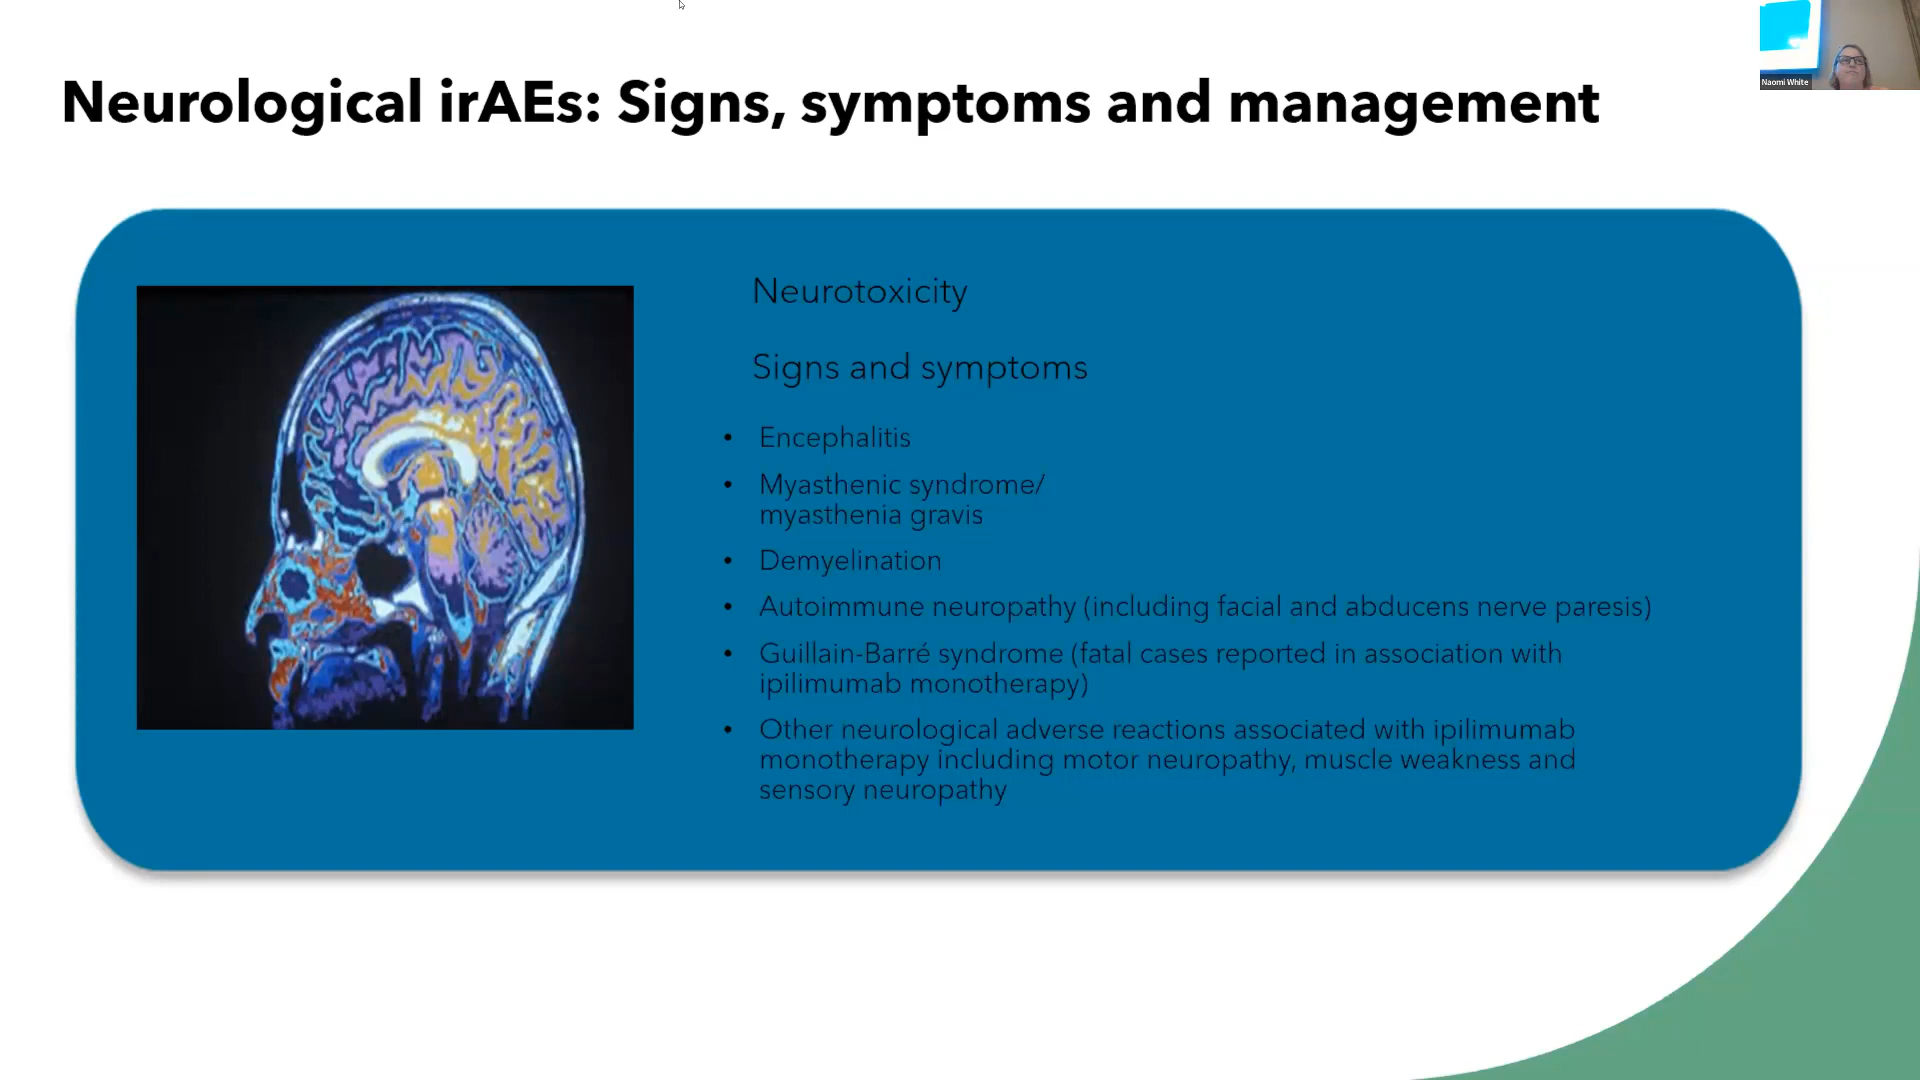 Neurological irAEs: Signs, symptoms and management
Naomi White
Neurotoxicity
Signs and symptoms
• Encephalitis
• Myasthenic syndrome/
myasthenia gravis
• Demyelination
• Autoimmune neuropathy (including facial and abducens nerve paresis)
• Guillain-Barré syndrome (fatal cases reported in association with
ipilimumab monotherapy)
• Other neurological adverse reactions associated with ipilimumab
monotherapy including motor neuropathy, muscle weakness and
sensory neuropathy